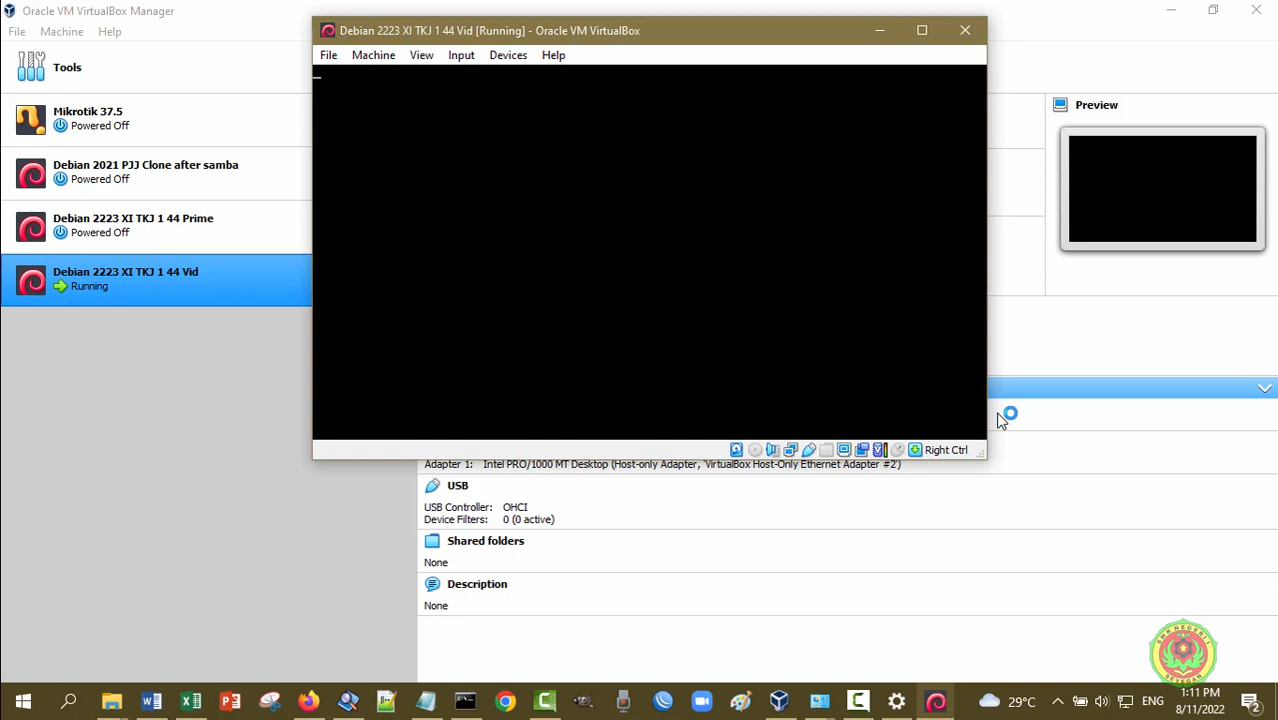 Oracle VM VirtualBox Manager
File Machine Help
Tools
Mikrotik 37.5
Powered Off
Debian 2021 PJJ Clone after samba
Powered Off
Debian 2223 XI TKJ 1 44 Prime
Powered Off
Debian 2223 XI TKJ 1 44 Vid
Running
Debian 2223 XI TKJ 1 44 Vid [Running] - Oracle VM VirtualBox
File Machine View Input Devices Help
Right Ctrl
Preview
Adapter 1: Intel PRO/1000 MT Desktop (Host-only Adapter, 'VirtualBox Host-Only Ethernet Adapter #2')
USB
USB Controller: OHCI
Device Filters: 0 (0 active)
Shared folders
None
Description
None
SMK NEGERI 1
29°C
ENG
1:11 PM
8/11/2022
2